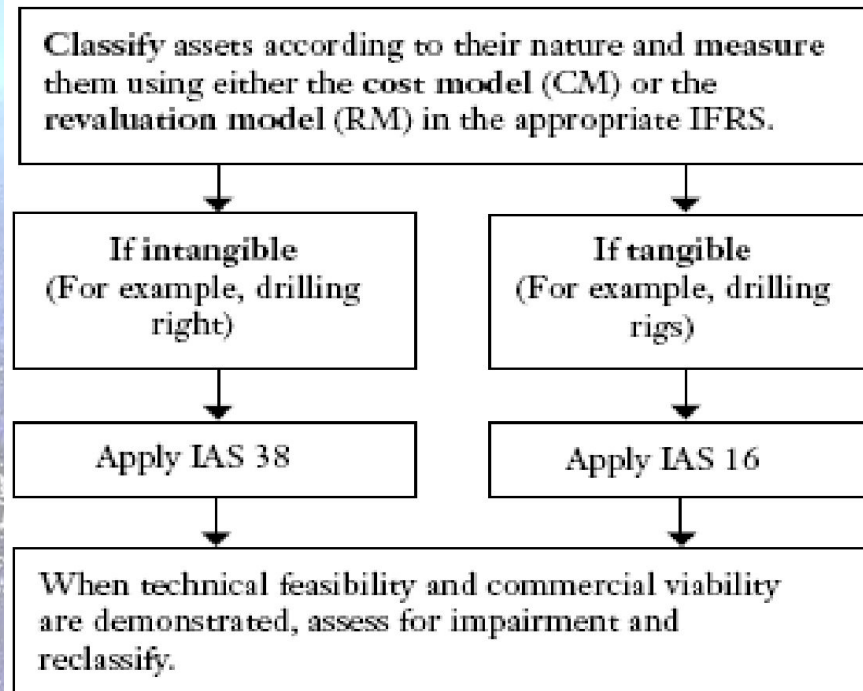 Classify assets according to their nature and measure
them using either the cost model (CM) or the
revaluation model (RM) in the appropriate IFRS.
If intangible
(For example, drilling
right)
If tangible
(For example, drilling
rigs)
Apply IAS 38
Apply IAS 16
When technical feasibility and commercial viability
are demonstrated, assess for impairment and
reclassify.